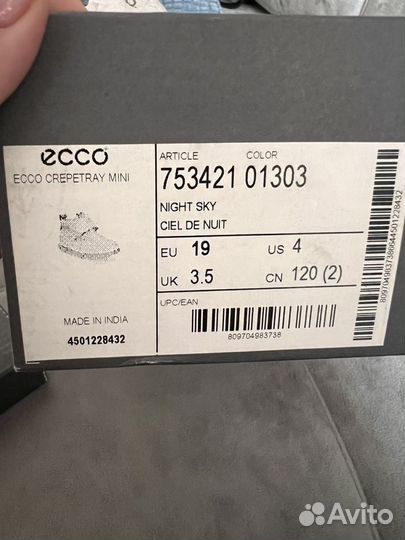 ecco
ECCO CREPETRAY MINI
ARTICLE COLOR
753421 01303
NIGHT SKY
CIEL DE NUIT
EU 19 US 4
UK 3.5 CN 120 (2)
UPC/EAN
809704983738
MADE IN INDIA
4501228432
8097049837386644501228432
Avito